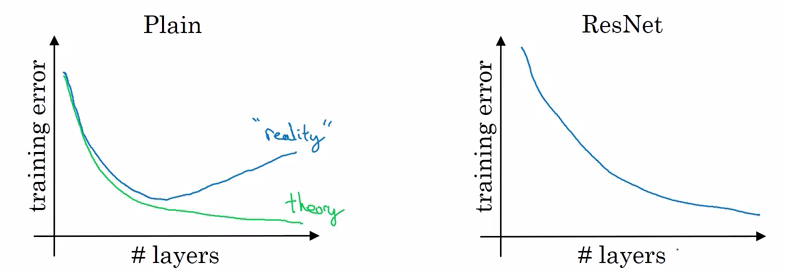 Plain
training error
"reality"
theory
# layers
ResNet
training error
# layers